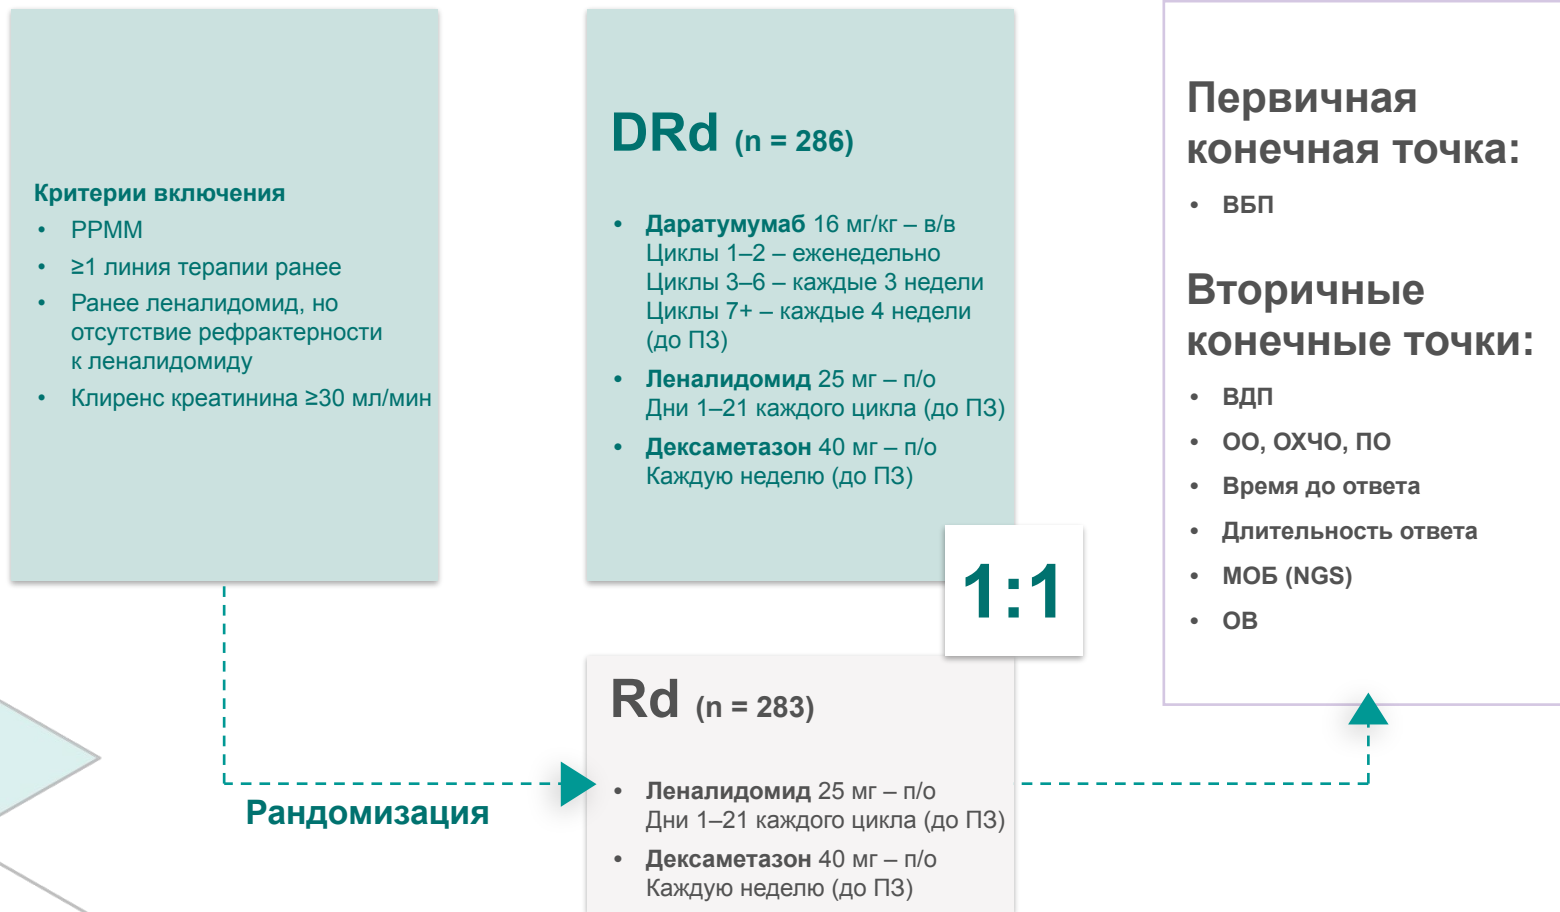 Критерии включения
• РРММ
• ≥1 линия терапии ранее
• Ранее леналидомид, но
отсутствие рефрактерности
к леналидомиду
• Клиренс креатинина ≥30 мл/мин
Рандомизация
DRd (n = 286)
• Даратумумаб 16 мг/кг – в/в
Циклы 1–2 – еженедельно
Циклы 3–6 – каждые 3 недели
Циклы 7+ – каждые 4 недели
(до ПЗ)
• Леналидомид 25 мг – п/о
Дни 1–21 каждого цикла (до ПЗ)
• Дексаметазон 40 мг – п/о
Каждую неделю (до ПЗ)
1:1
Rd (n = 283)
• Леналидомид 25 мг – п/о
Дни 1–21 каждого цикла (до ПЗ)
• Дексаметазон 40 мг – п/о
Каждую неделю (до ПЗ)
Первичная
конечная точка:
• ВБП
Вторичные
конечные точки:
• ВДП
• ОО, ОХЧО, ПО
• Время до ответа
• Длительность ответа
• МОБ (NGS)
• ОВ